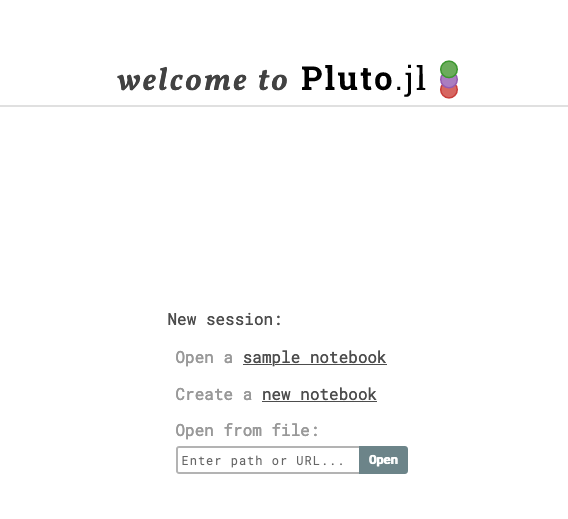 welcome to Pluto.jl
New session:
Open a sample notebook
Create a new notebook
Open from file:
Enter path or URL... Open